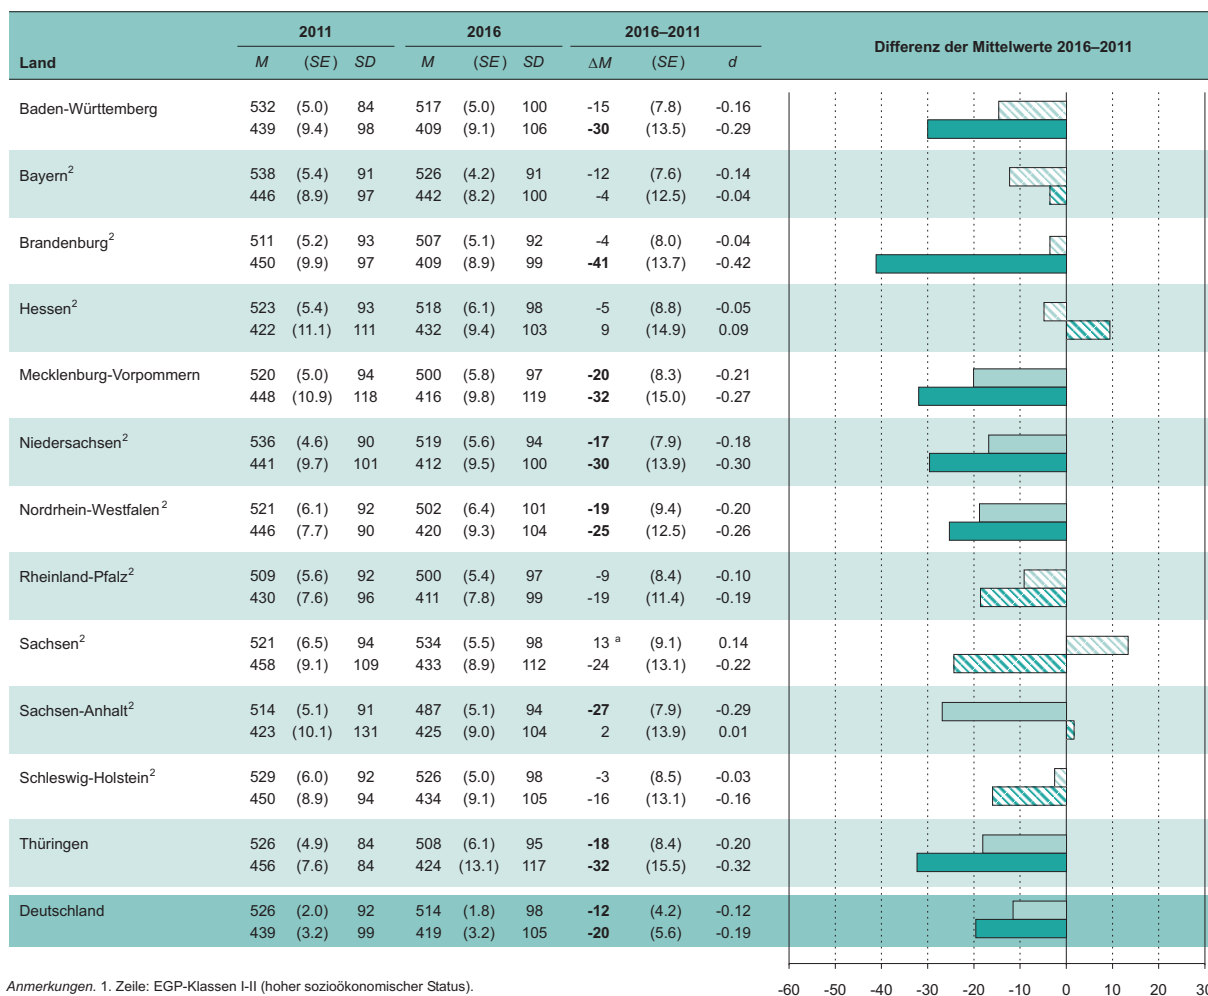 2011 2016 2016–2011 Differenz der Mittelwerte 2016–2011
Land M (SE) SD M (SE) SD ΔM (SE) d
Baden-Württemberg 532 (5.0) 84 517 (5.0) 100 -15 (7.8) -0.16
439 (9.4) 98 409 (9.1) 106 -30 (13.5) -0.29
Bayern² 538 (5.4) 91 526 (4.2) 91 -12 (7.6) -0.14
446 (8.9) 97 442 (8.2) 100 -4 (12.5) -0.04
Brandenburg² 511 (5.2) 93 507 (5.1) 92 -4 (8.0) -0.04
450 (9.9) 97 409 (8.9) 99 -41 (13.7) -0.42
Hessen² 523 (5.4) 93 518 (6.1) 98 -5 (8.8) -0.05
422 (11.1) 111 432 (9.4) 103 9 (14.9) 0.09
Mecklenburg-Vorpommern 520 (5.0) 94 500 (5.8) 97 -20 (8.3) -0.21
448 (10.9) 118 416 (9.8) 119 -32 (15.0) -0.27
Niedersachsen² 536 (4.6) 90 519 (5.6) 94 -17 (7.9) -0.18
441 (9.7) 101 412 (9.5) 100 -30 (13.9) -0.30
Nordrhein-Westfalen² 521 (6.1) 92 502 (6.4) 101 -19 (9.4) -0.20
446 (7.7) 90 420 (9.3) 104 -25 (12.5) -0.26
Rheinland-Pfalz² 509 (5.6) 92 500 (5.4) 97 -9 (8.4) -0.10
430 (7.6) 96 411 (7.8) 99 -19 (11.4) -0.19
Sachsen² 521 (6.5) 94 534 (5.5) 98 13 ᵃ (9.1) 0.14
458 (9.1) 109 433 (8.9) 112 -24 (13.1) -0.22
Sachsen-Anhalt² 514 (5.1) 91 487 (5.1) 94 -27 (7.9) -0.29
423 (10.1) 131 425 (9.0) 104 2 (13.9) 0.01
Schleswig-Holstein² 529 (6.0) 92 526 (5.0) 98 -3 (8.5) -0.03
450 (8.9) 94 434 (9.1) 105 -16 (13.1) -0.16
Thüringen 526 (4.9) 84 508 (6.1) 95 -18 (8.4) -0.20
456 (7.6) 84 424 (13.1) 117 -32 (15.5) -0.32
Deutschland 526 (2.0) 92 514 (1.8) 98 -12 (4.2) -0.12
439 (3.2) 99 419 (3.2) 105 -20 (5.6) -0.19
-60 -50 -40 -30 -20 -10 0 10 20 30
Anmerkungen. 1. Zeile: EGP-Klassen I-II (hoher sozioökonomischer Status).